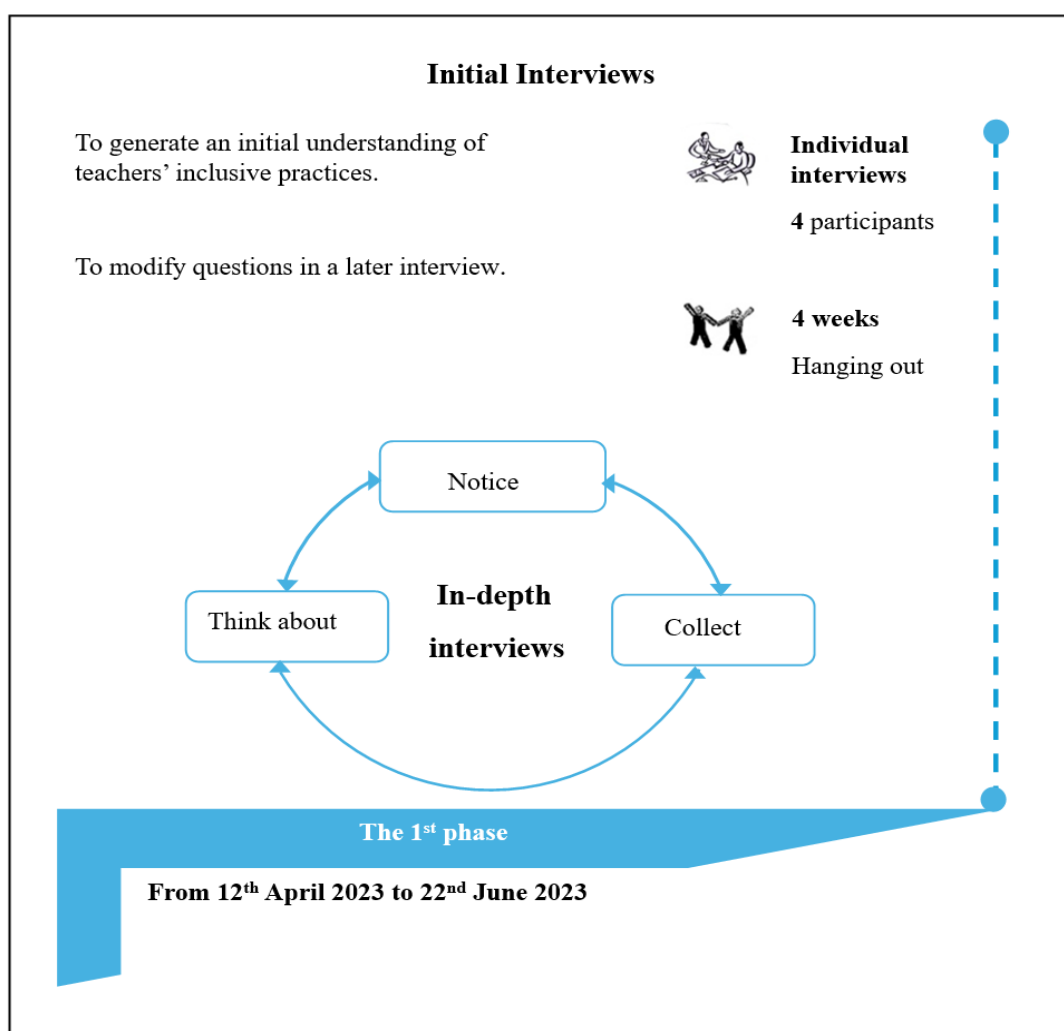 Initial Interviews
To generate an initial understanding of
teachers’ inclusive practices.
To modify questions in a later interview.
Individual
interviews
4 participants
4 weeks
Hanging out
Notice
Think about
In-depth
interviews
Collect
The 1st phase
From 12th April 2023 to 22nd June 2023